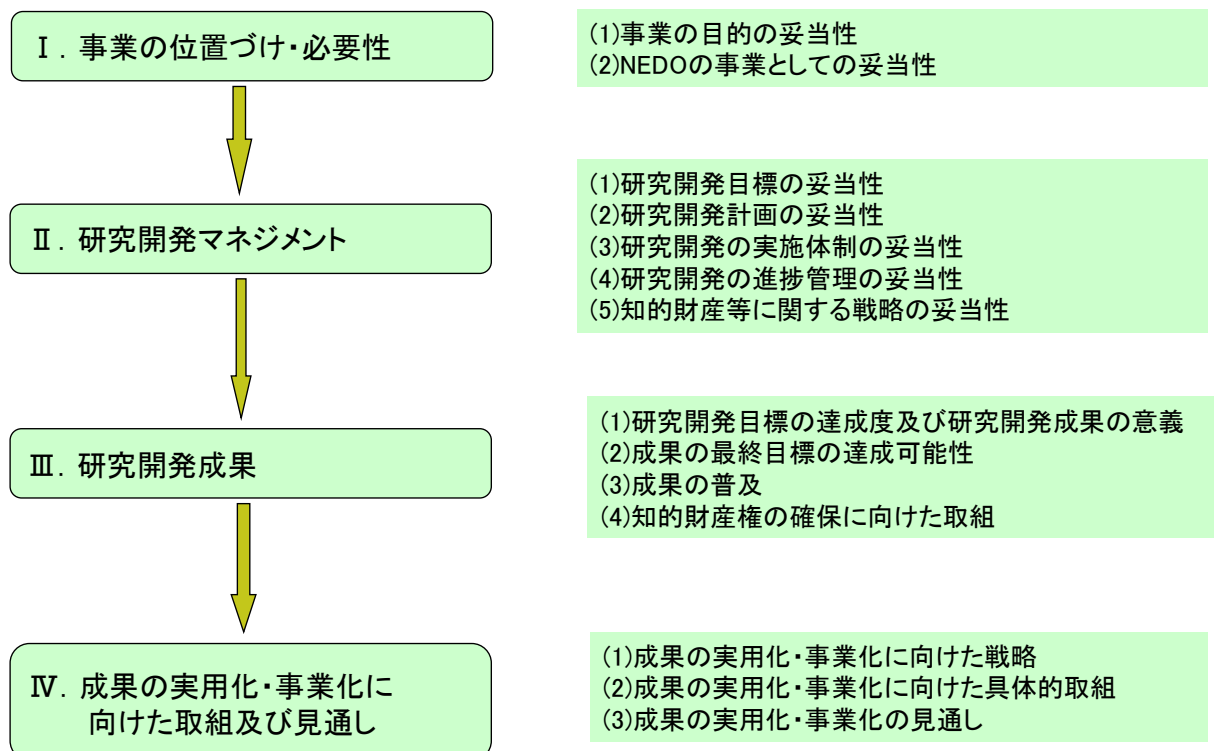 Ⅰ. 事業の位置づけ・必要性
(1)事業の目的の妥当性
(2)NEDOの事業としての妥当性
Ⅱ. 研究開発マネジメント
(1)研究開発目標の妥当性
(2)研究開発計画の妥当性
(3)研究開発の実施体制の妥当性
(4)研究開発の進捗管理の妥当性
(5)知的財産等に関する戦略の妥当性
Ⅲ. 研究開発成果
(1)研究開発目標の達成度及び研究開発成果の意義
(2)成果の最終目標の達成可能性
(3)成果の普及
(4)知的財産権の確保に向けた取組
Ⅳ. 成果の実用化・事業化に
向けた取組及び見通し
(1)成果の実用化・事業化に向けた戦略
(2)成果の実用化・事業化に向けた具体的取組
(3)成果の実用化・事業化の見通し